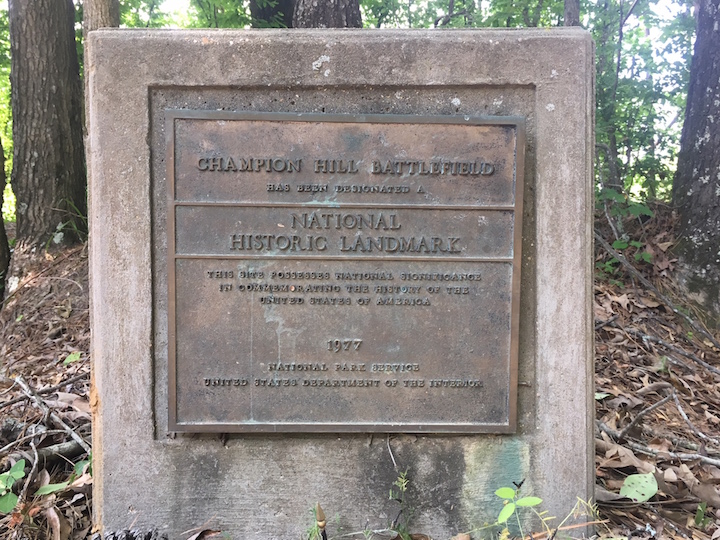 CHAMPION HILL BATTLEFIELD
HAS BEEN DESIGNATED A
NATIONAL
HISTORIC LANDMARK
THIS SITE POSSESSES NATIONAL SIGNIFICANCE
IN COMMEMORATING THE HISTORY OF THE
UNITED STATES OF AMERICA
1977
NATIONAL PARK SERVICE
UNITED STATES DEPARTMENT OF THE INTERIOR